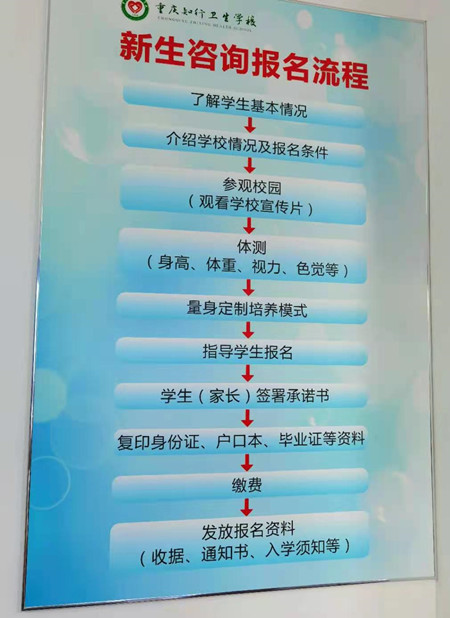 重庆知行卫生学校
CHONGQING ZHIXING HEALTH SCHOOL
新生咨询报名流程
了解学生基本情况
介绍学校情况及报名条件
参观校园
（观看学校宣传片）
体测
（身高、体重、视力、色觉等）
量身定制培养模式
指导学生报名
学生（家长）签署承诺书
复印身份证、户口本、毕业证等资料
缴费
发放报名资料
（收据、通知书、入学须知等）